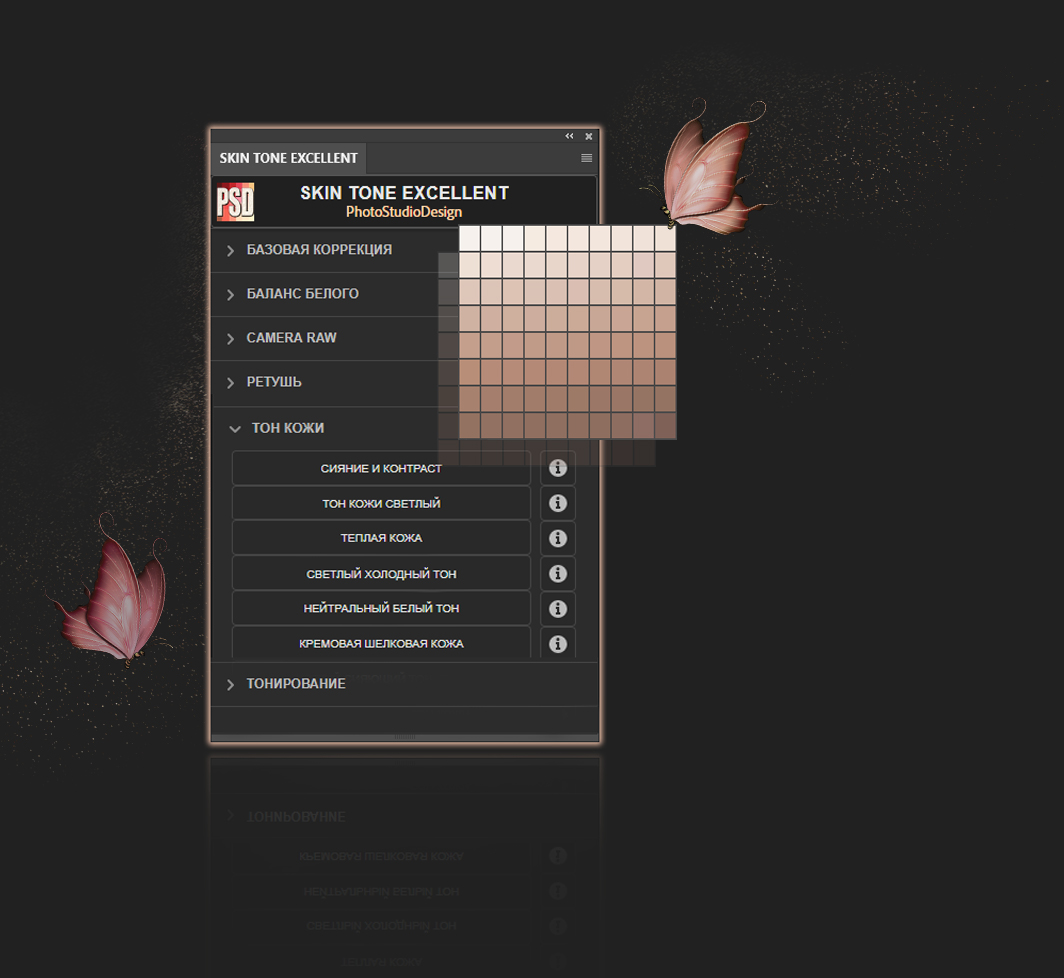 SKIN TONE EXCELLENT
PSD
SKIN TONE EXCELLENT
PhotoStudioDesign
БАЗОВАЯ КОРРЕКЦИЯ
БАЛАНС БЕЛОГО
CAMERA RAW
РЕТУШЬ
ТОН КОЖИ
СИЯНИЕ И КОНТРАСТ
ТОН КОЖИ СВЕТЛЫЙ
ТЕПЛАЯ КОЖА
СВЕТЛЫЙ ХОЛОДНЫЙ ТОН
НЕЙТРАЛЬНЫЙ БЕЛЫЙ ТОН
КРЕМОВАЯ ШЕЛКОВАЯ КОЖА
ТОНИРОВАНИЕ